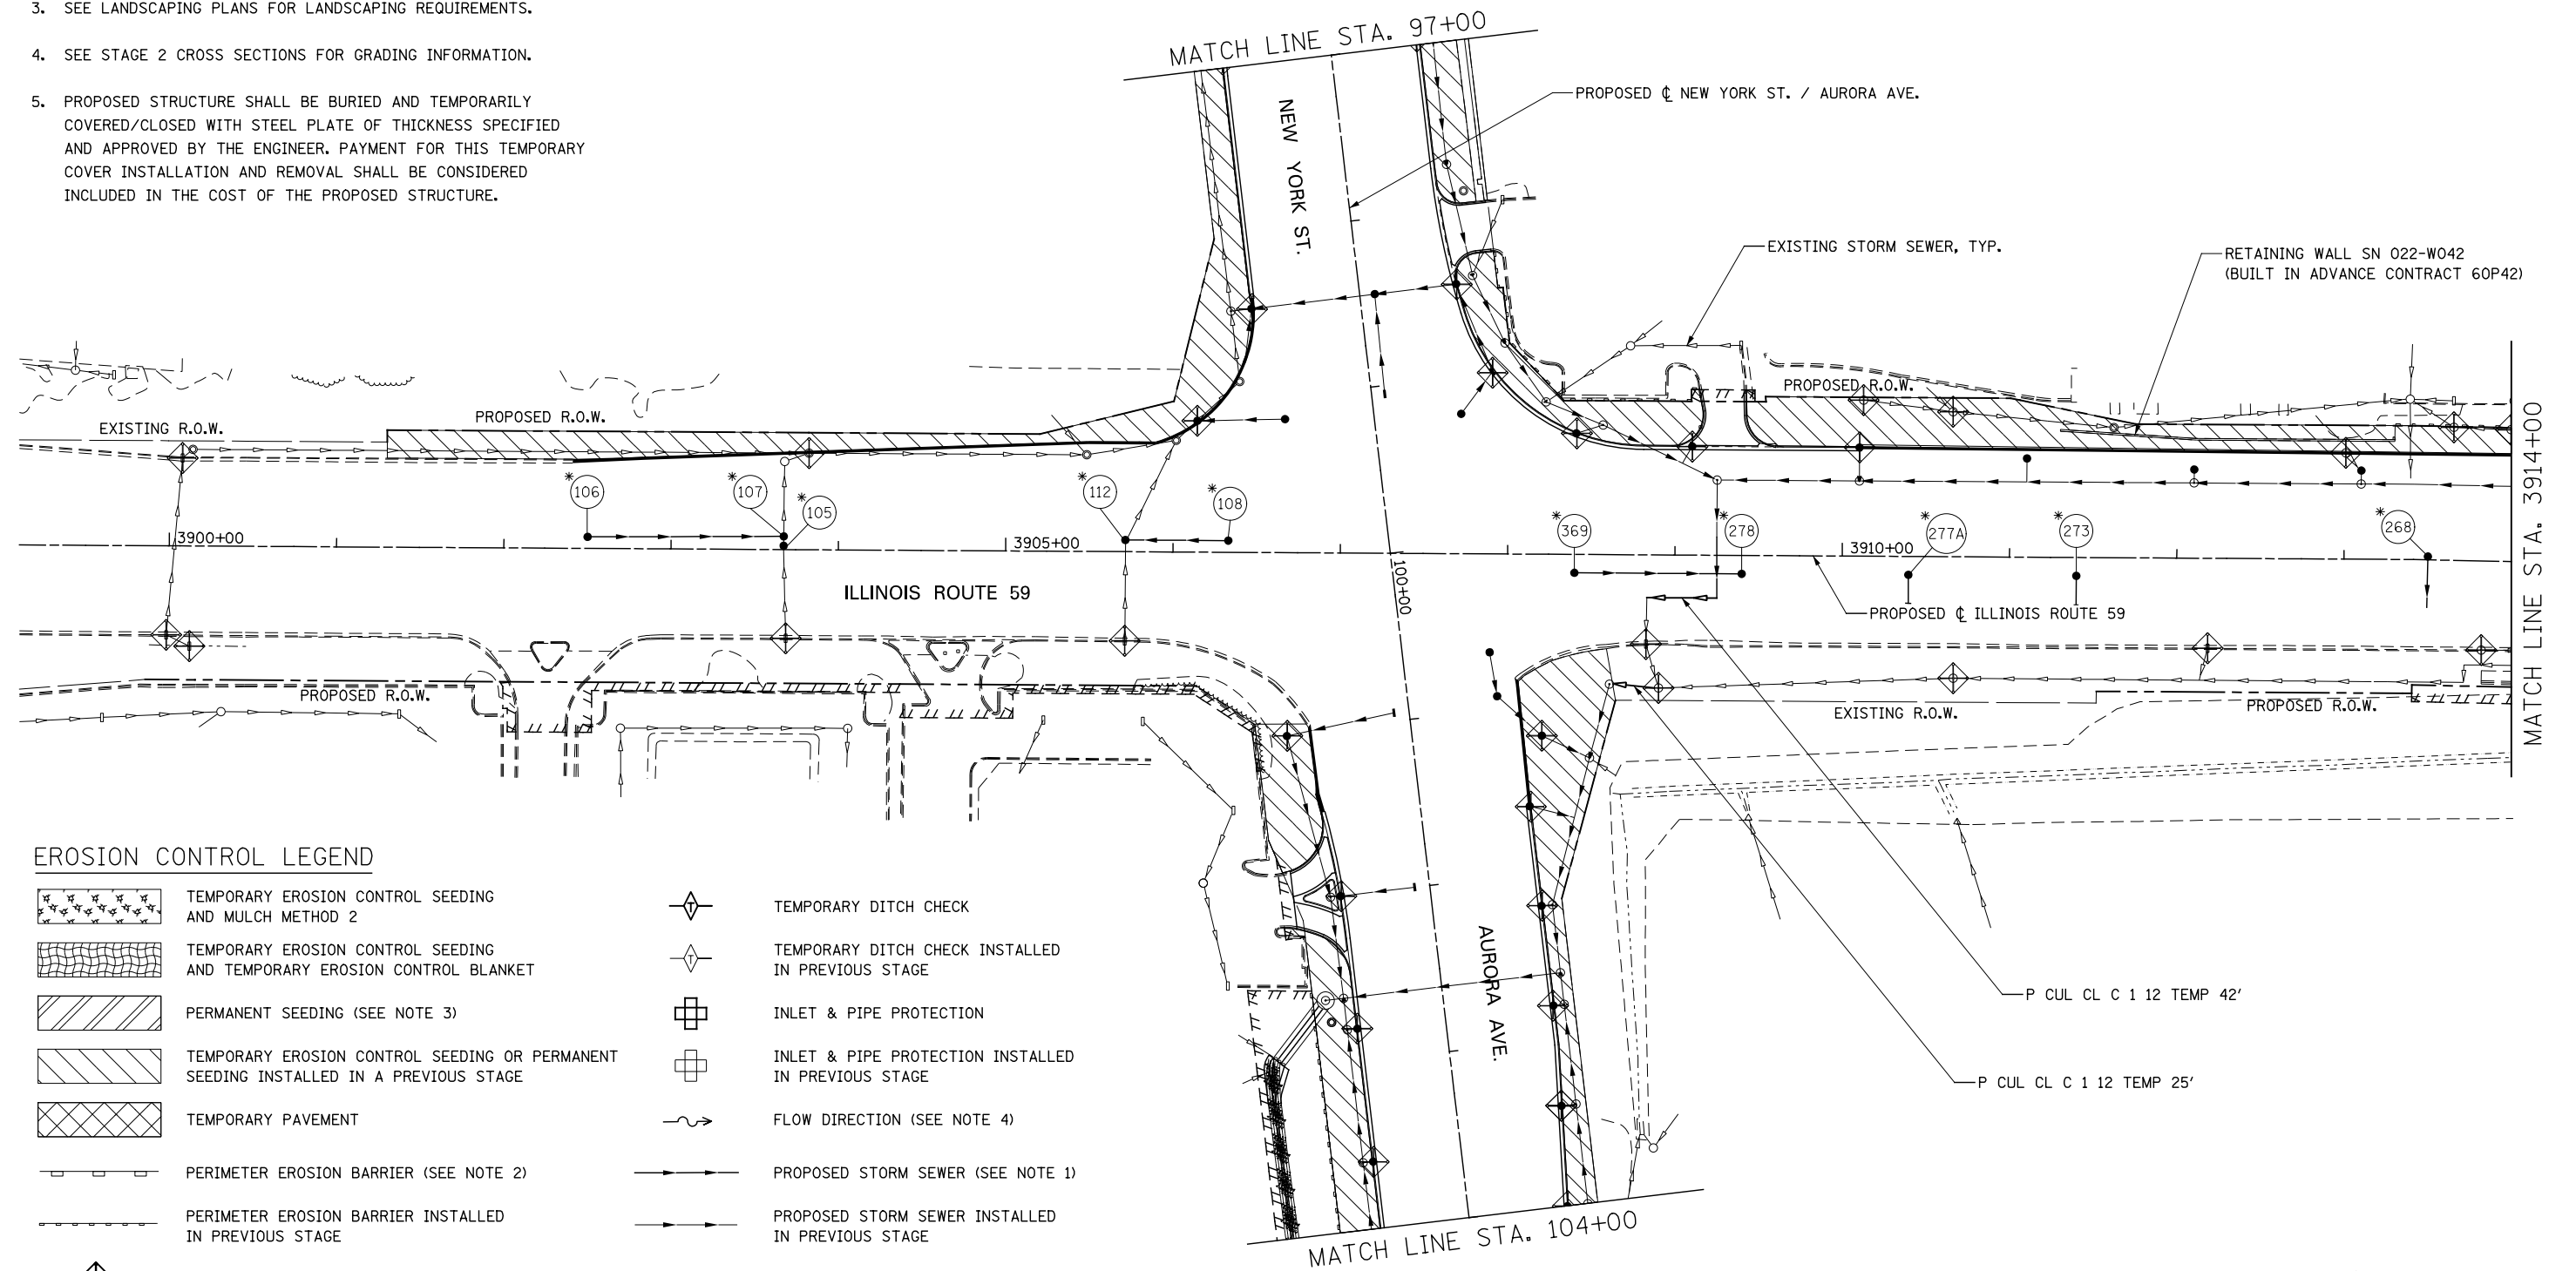 3. SEE LANDSCAPING PLANS FOR LANDSCAPING REQUIREMENTS.
4. SEE STAGE 2 CROSS SECTIONS FOR GRADING INFORMATION.
5. PROPOSED STRUCTURE SHALL BE BURIED AND TEMPORARILY
COVERED/CLOSED WITH STEEL PLATE OF THICKNESS SPECIFIED
AND APPROVED BY THE ENGINEER. PAYMENT FOR THIS TEMPORARY
COVER INSTALLATION AND REMOVAL SHALL BE CONSIDERED
INCLUDED IN THE COST OF THE PROPOSED STRUCTURE.
MATCH LINE STA. 97+00
NEW YORK ST.
PROPOSED ℄ NEW YORK ST. / AURORA AVE.
EXISTING STORM SEWER, TYP.
RETAINING WALL SN 022-W042
(BUILT IN ADVANCE CONTRACT 60P42)
EXISTING R.O.W.
PROPOSED R.O.W.
PROPOSED R.O.W.
* 106
* 107
* 105
* 112
* 108
* 369
* 278
* 277A
* 273
* 268
3900+00
3905+00
3910+00
100+00
ILLINOIS ROUTE 59
PROPOSED ℄ ILLINOIS ROUTE 59
MATCH LINE STA. 3914+00
PROPOSED R.O.W.
EXISTING R.O.W.
PROPOSED R.O.W.
AURORA AVE.
P CUL CL C 1 12 TEMP 42'
P CUL CL C 1 12 TEMP 25'
MATCH LINE STA. 104+00
EROSION CONTROL LEGEND
TEMPORARY EROSION CONTROL SEEDING
AND MULCH METHOD 2
TEMPORARY EROSION CONTROL SEEDING
AND TEMPORARY EROSION CONTROL BLANKET
PERMANENT SEEDING (SEE NOTE 3)
TEMPORARY EROSION CONTROL SEEDING OR PERMANENT
SEEDING INSTALLED IN A PREVIOUS STAGE
TEMPORARY PAVEMENT
PERIMETER EROSION BARRIER (SEE NOTE 2)
PERIMETER EROSION BARRIER INSTALLED
IN PREVIOUS STAGE
T
TEMPORARY DITCH CHECK
T
TEMPORARY DITCH CHECK INSTALLED
IN PREVIOUS STAGE
INLET & PIPE PROTECTION
INLET & PIPE PROTECTION INSTALLED
IN PREVIOUS STAGE
FLOW DIRECTION (SEE NOTE 4)
PROPOSED STORM SEWER (SEE NOTE 1)
PROPOSED STORM SEWER INSTALLED
IN PREVIOUS STAGE